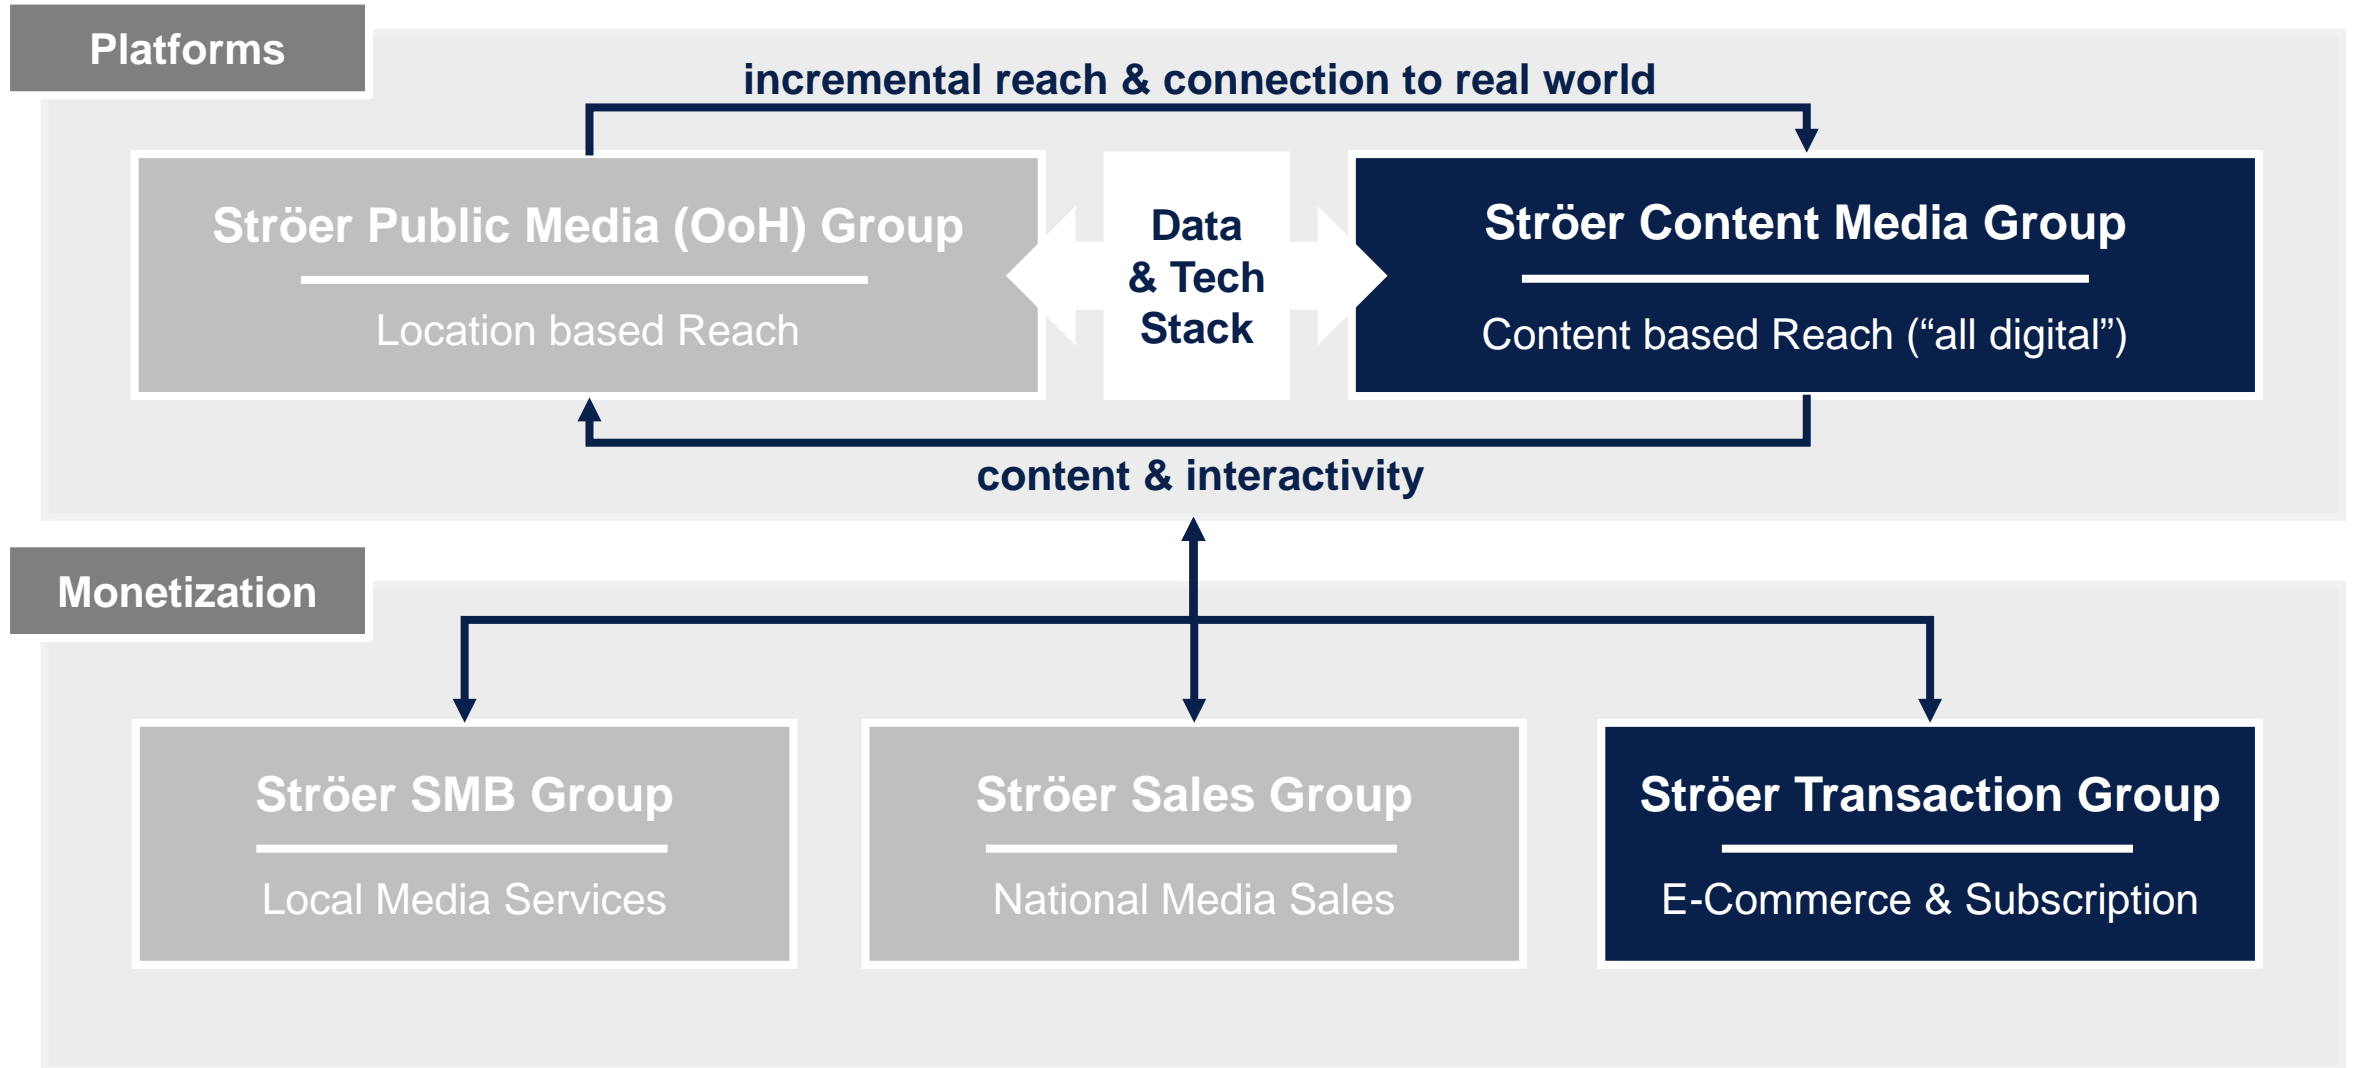 Platforms
incremental reach & connection to real world
Ströer Public Media (OoH) Group
Location based Reach
Data
& Tech
Stack
Ströer Content Media Group
Content based Reach (“all digital”)
content & interactivity
Monetization
Ströer SMB Group
Local Media Services
Ströer Sales Group
National Media Sales
Ströer Transaction Group
E-Commerce & Subscription